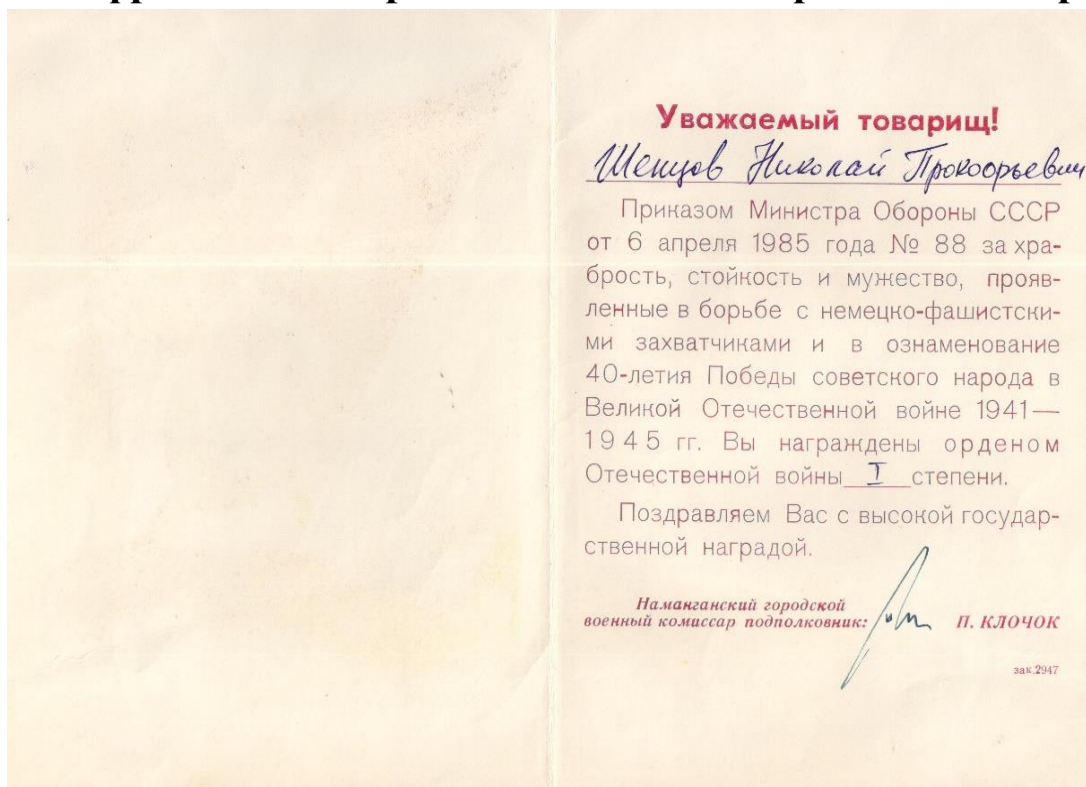 Уважаемый товарищ!
Шенцов Николай Прокофьевич
Приказом Министра Обороны СССР
от 6 апреля 1985 года № 88 за хра-
брость, стойкость и мужество, прояв-
ленные в борьбе с немецко-фашистски-
ми захватчиками и в ознаменование
40-летия Победы советского народа в
Великой Отечественной войне 1941—
1945 гг. Вы награждены орденом
Отечественной войны I степени.
Поздравляем Вас с высокой государ-
ственной наградой.
Наманганский городской
военный комиссар подполковник: П. КЛОЧОК
зак.2947